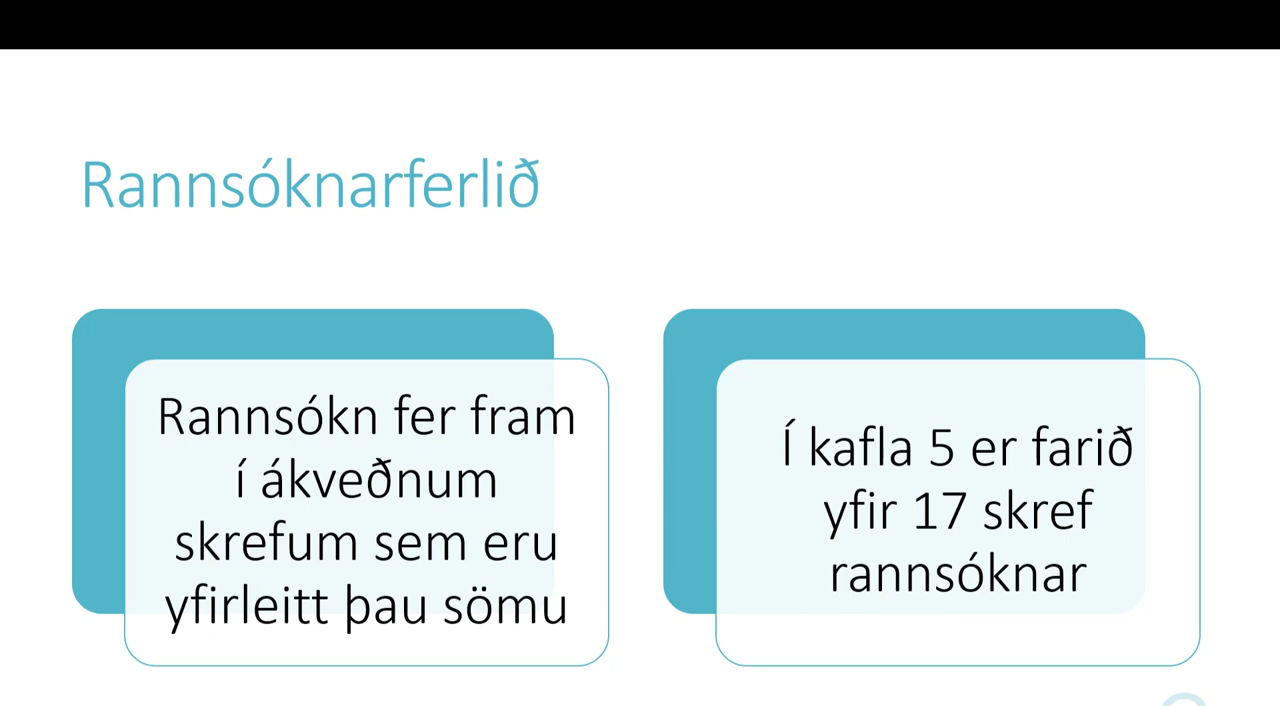 Rannsóknarferlið
Rannsókn fer fram
í ákveðnum
skrefum sem eru
yfirleitt þau sömu
Í kafla 5 er farið
yfir 17 skref
rannsóknar